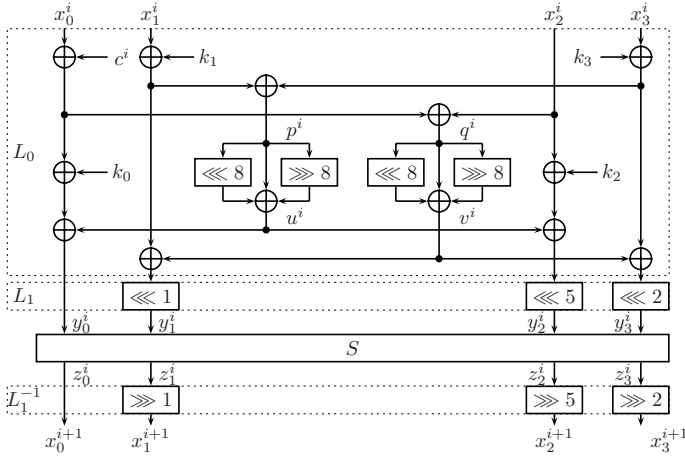 x_0^i x_1^i x_2^i x_3^i
c^i k_1 k_3
p^i q^i
L_0 ⋘ 8 ⋙ 8 ⋘ 8 ⋙ 8
k_0 k_2
u^i v^i
L_1 ⋘ 1 ⋘ 5 ⋘ 2
y_0^i y_1^i y_2^i y_3^i
S
z_0^i z_1^i z_2^i z_3^i
L_1^{-1} ⋙ 1 ⋙ 5 ⋙ 2
x_0^{i+1} x_1^{i+1} x_2^{i+1} x_3^{i+1}